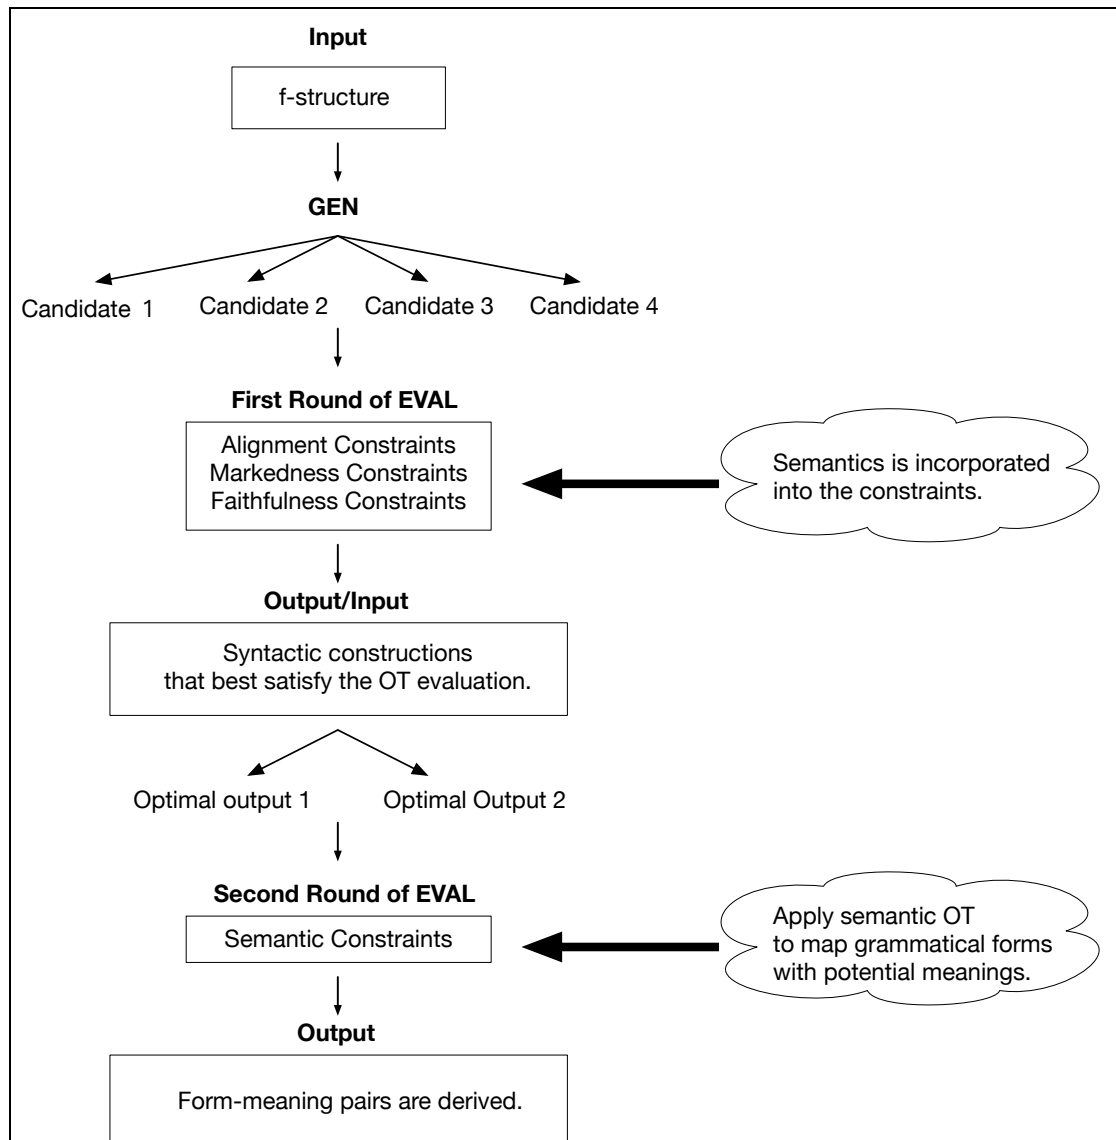 Input
f-structure
GEN
Candidate 1
Candidate 2
Candidate 3
Candidate 4
First Round of EVAL
Alignment Constraints
Markedness Constraints
Faithfulness Constraints
Semantics is incorporated
into the constraints.
Output/Input
Syntactic constructions
that best satisfy the OT evaluation.
Optimal output 1
Optimal Output 2
Second Round of EVAL
Semantic Constraints
Apply semantic OT
to map grammatical forms
with potential meanings.
Output
Form-meaning pairs are derived.